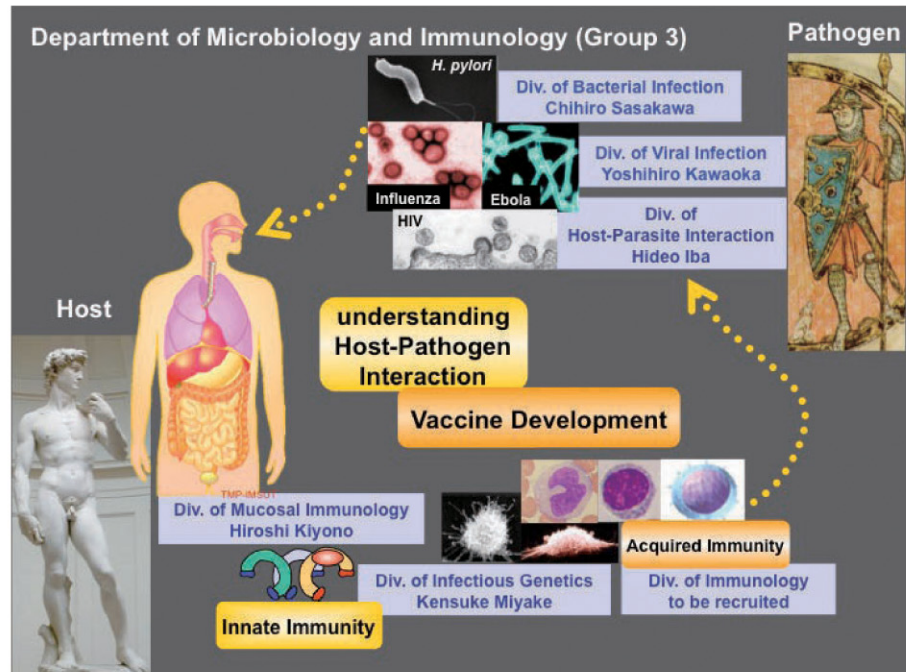 Department of Microbiology and Immunology (Group 3)
Pathogen
H. pylori
Div. of Bacterial Infection
Chihiro Sasakawa
Div. of Viral Infection
Yoshihiro Kawaoka
Influenza
Ebola
HIV
Div. of
Host-Parasite Interaction
Hideo Iba
Host
understanding
Host-Pathogen
Interaction
Vaccine Development
TMP-IMSUT
Div. of Mucosal Immunology
Hiroshi Kiyono
Acquired Immunity
Div. of Infectious Genetics
Kensuke Miyake
Div. of Immunology
to be recruited
Innate Immunity